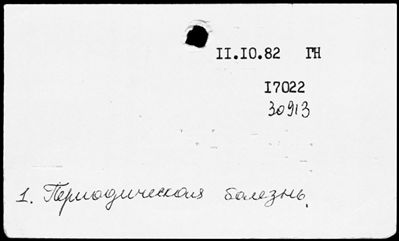 II.IO.82 ГН
I7022
30913
1. Периодическая болезнь.